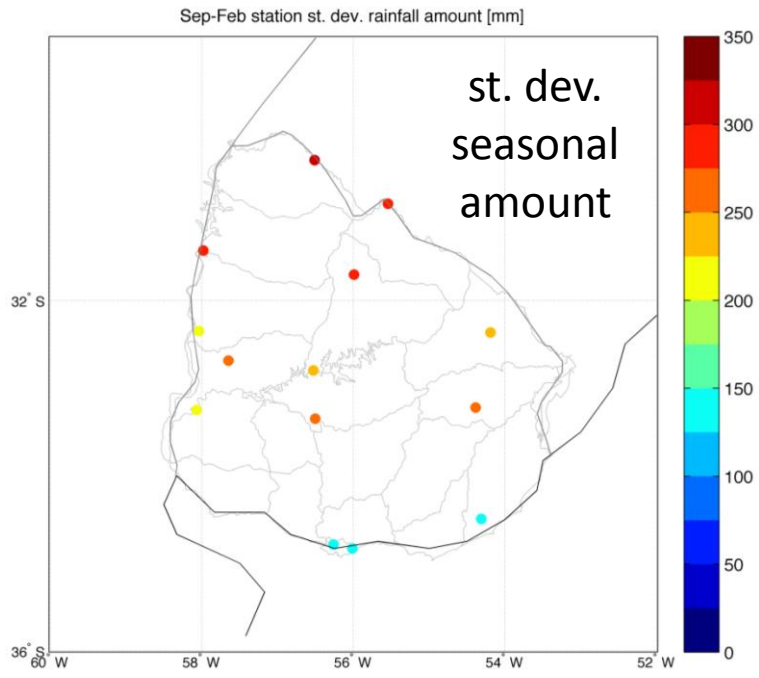 Sep-Feb station st. dev. rainfall amount [mm]
st. dev.
seasonal
amount
350
300
250
200
150
100
50
0
32° S
36° S
60° W
58° W
56° W
54° W
52° W